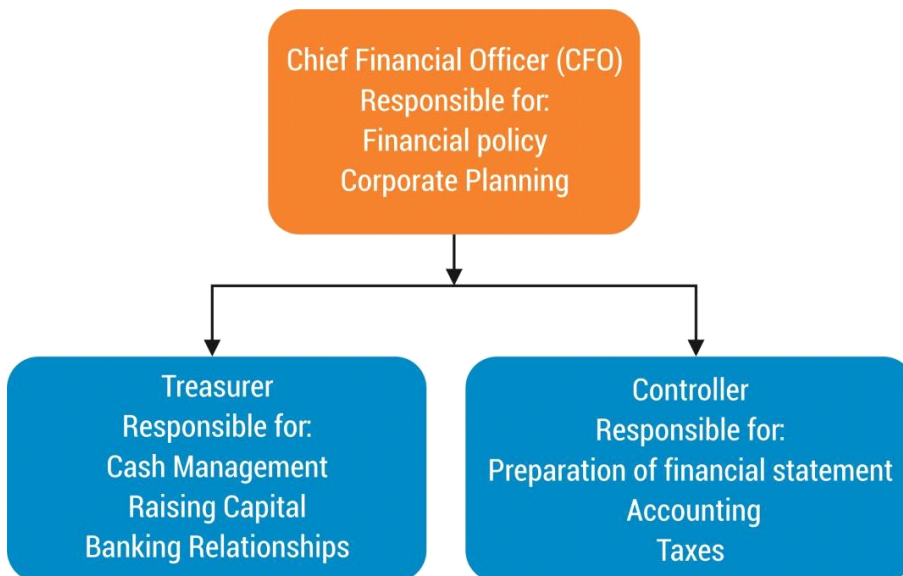 Chief Financial Officer (CFO)
Responsible for:
Financial policy
Corporate Planning
Treasurer
Responsible for:
Cash Management
Raising Capital
Banking Relationships
Controller
Responsible for:
Preparation of financial statement
Accounting
Taxes